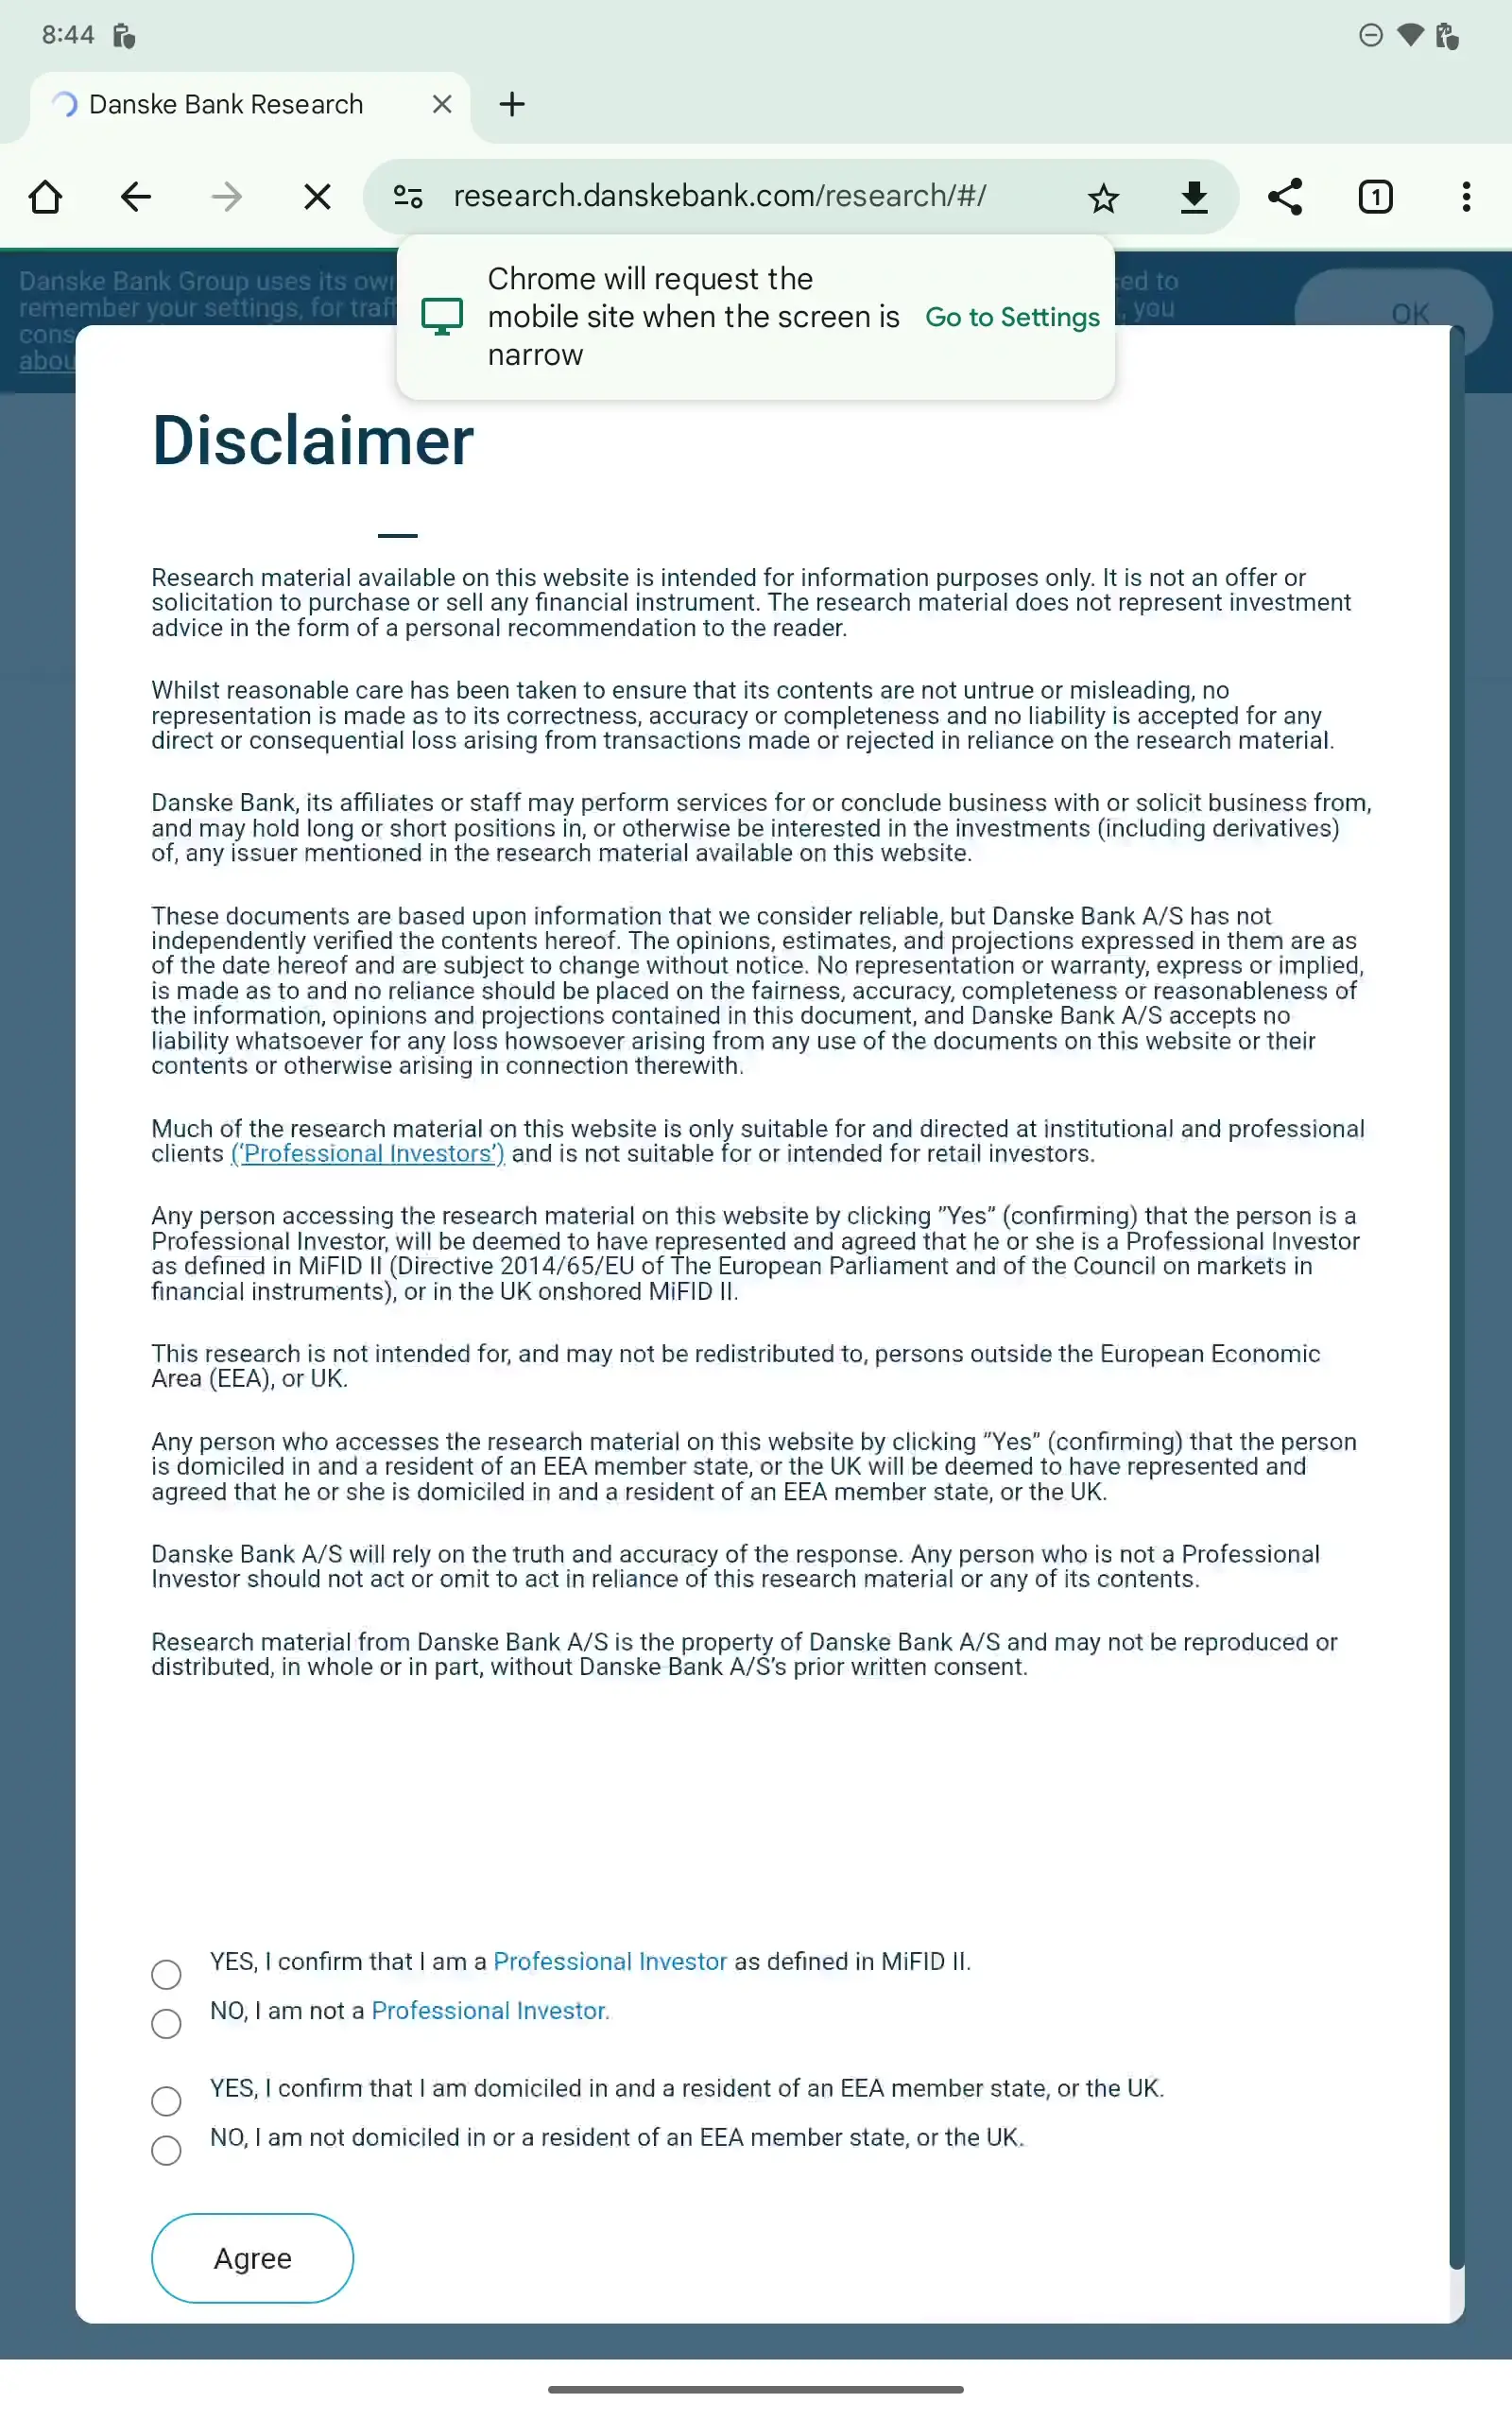 8:44
Danske Bank Research
research.danskebank.com/research/#/
1
Danske Bank Group uses its own
remember your settings, for
to
you
OK
Chrome will request the
mobile site when the screen is
narrow
Go to Settings
Disclaimer
Research material available on this website is intended for information purposes only. It is not an offer or
solicitation to purchase or sell any financial instrument. The research material does not represent investment
advice in the form of a personal recommendation to the reader.
Whilst reasonable care has been taken to ensure that its contents are not untrue or misleading, no
representation is made as to its correctness, accuracy or completeness and no liability is accepted for any
direct or consequential loss arising from transactions made or rejected in reliance on the research material.
Danske Bank, its affiliates or staff may perform services for or conclude business with or solicit business from,
and may hold long or short positions in, or otherwise be interested in the investments (including derivatives)
of, any issuer mentioned in the research material available on this website.
These documents are based upon information that we consider reliable, but Danske Bank A/S has not
independently verified the contents hereof. The opinions, estimates, and projections expressed in them are as
of the date hereof and are subject to change without notice. No representation or warranty, express or implied,
is made as to and no reliance should be placed on the fairness, accuracy, completeness or reasonableness of
the information, opinions and projections contained in this document, and Danske Bank A/S accepts no
liability whatsoever for any loss howsoever arising from any use of the documents on this website or their
contents or otherwise arising in connection therewith.
Much of the research material on this website is only suitable for and directed at institutional and professional
clients (‘Professional Investors’) and is not suitable for or intended for retail investors.
Any person accessing the research material on this website by clicking ”Yes” (confirming) that the person is a
Professional Investor, will be deemed to have represented and agreed that he or she is a Professional Investor
as defined in MiFID II (Directive 2014/65/EU of The European Parliament and of the Council on markets in
financial instruments), or in the UK onshored MiFID II.
This research is not intended for, and may not be redistributed to, persons outside the European Economic
Area (EEA), or UK.
Any person who accesses the research material on this website by clicking ”Yes” (confirming) that the person
is domiciled in and a resident of an EEA member state, or the UK will be deemed to have represented and
agreed that he or she is domiciled in and a resident of an EEA member state, or the UK.
Danske Bank A/S will rely on the truth and accuracy of the response. Any person who is not a Professional
Investor should not act or omit to act in reliance of this research material or any of its contents.
Research material from Danske Bank A/S is the property of Danske Bank A/S and may not be reproduced or
distributed, in whole or in part, without Danske Bank A/S’s prior written consent.
YES, I confirm that I am a Professional Investor as defined in MiFID II.
NO, I am not a Professional Investor.
YES, I confirm that I am domiciled in and a resident of an EEA member state, or the UK.
NO, I am not domiciled in or a resident of an EEA member state, or the UK.
Agree